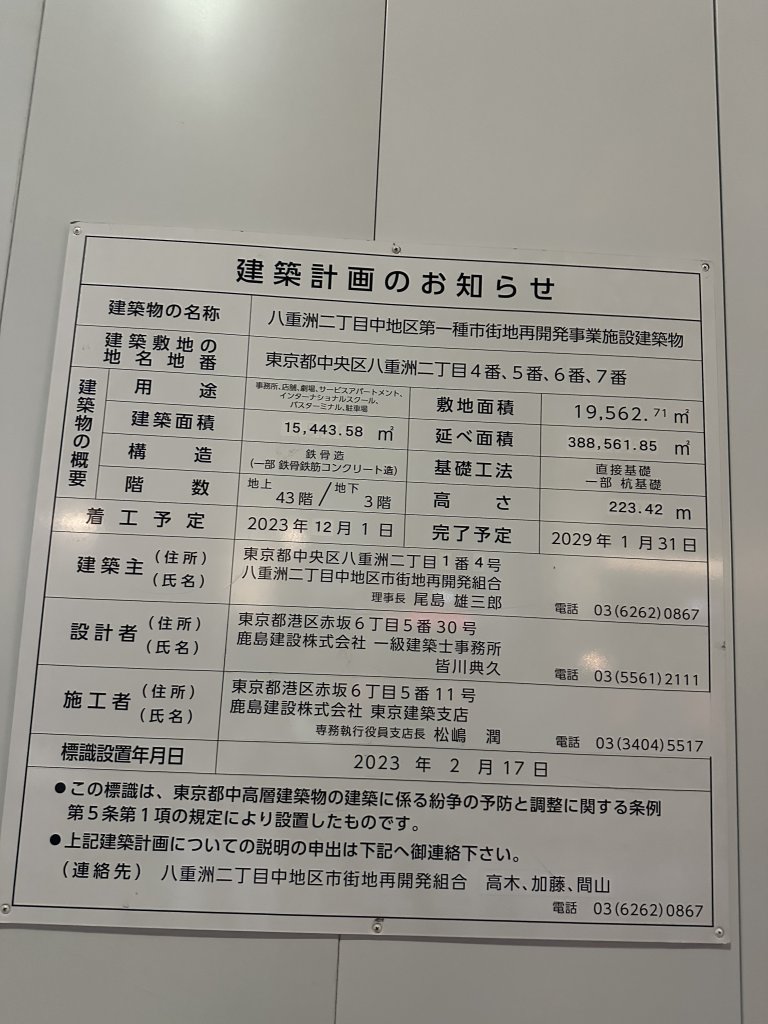 建築計画のお知らせ
建築物の名称 八重洲二丁目中地区第一種市街地再開発事業施設建築物
建築敷地の
地名地番 東京都中央区八重洲二丁目4番、5番、6番、7番
建築物の概要
用途 事務所、店舗、劇場、サービスアパートメント、
インターナショナルスクール、
バスターミナル、駐車場
敷地面積 19,562.71㎡
建築面積 15,443.58 ㎡ 延べ面積 388,561.85 ㎡
構造 鉄骨造
(一部 鉄骨鉄筋コンクリート造)
基礎工法 直接基礎
一部 杭基礎
階数 地上 43階/地下 3階 高さ 223.42 m
着工予定 2023年12月1日 完了予定 2029年1月31日
建築主 (住所) 東京都中央区八重洲二丁目1番4号
(氏名) 八重洲二丁目中地区市街地再開発組合
理事長 尾島 雄三郎 電話 03(6262)0867
設計者 (住所) 東京都港区赤坂6丁目5番30号
(氏名) 鹿島建設株式会社 一級建築士事務所
皆川典久 電話 03(5561)2111
施工者 (住所) 東京都港区赤坂6丁目5番11号
(氏名) 鹿島建設株式会社 東京建築支店
専務執行役員支店長 松嶋 潤 電話 03(3404)5517
標識設置年月日 2023 年 2 月 17 日
●この標識は、東京都中高層建築物の建築に係る紛争の予防と調整に関する条例
第5条第1項の規定により設置したものです。
●上記建築計画についての説明の申出は下記へ御連絡下さい。
(連絡先) 八重洲二丁目中地区市街地再開発組合 高木、加藤、間山
電話 03(6262)0867